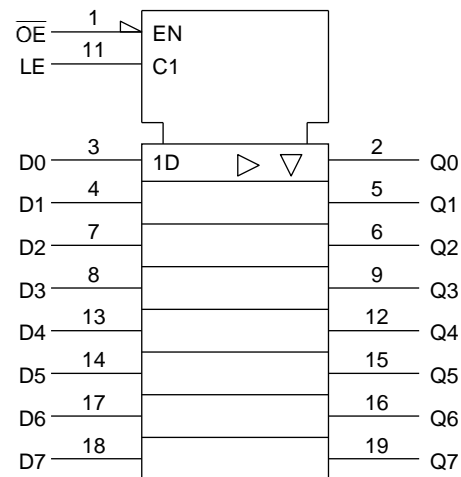 O̅E̅ 1 EN
LE 11 C1
D0 3 1D 2 Q0
D1 4 5 Q1
D2 7 6 Q2
D3 8 9 Q3
D4 13 12 Q4
D5 14 15 Q5
D6 17 16 Q6
D7 18 19 Q7